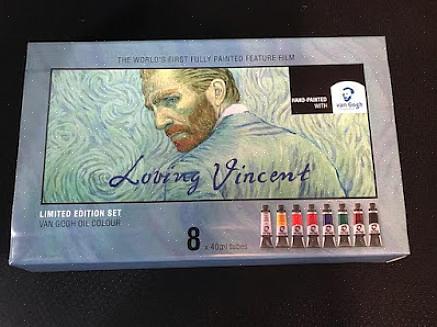 THE WORLD'S FIRST FULLY PAINTED FEATURE FILM
HAND-PAINTED
WITH
van Gogh
Loving Vincent
LIMITED EDITION SET
VAN GOGH OIL COLOUR
8 x 40ml tubes